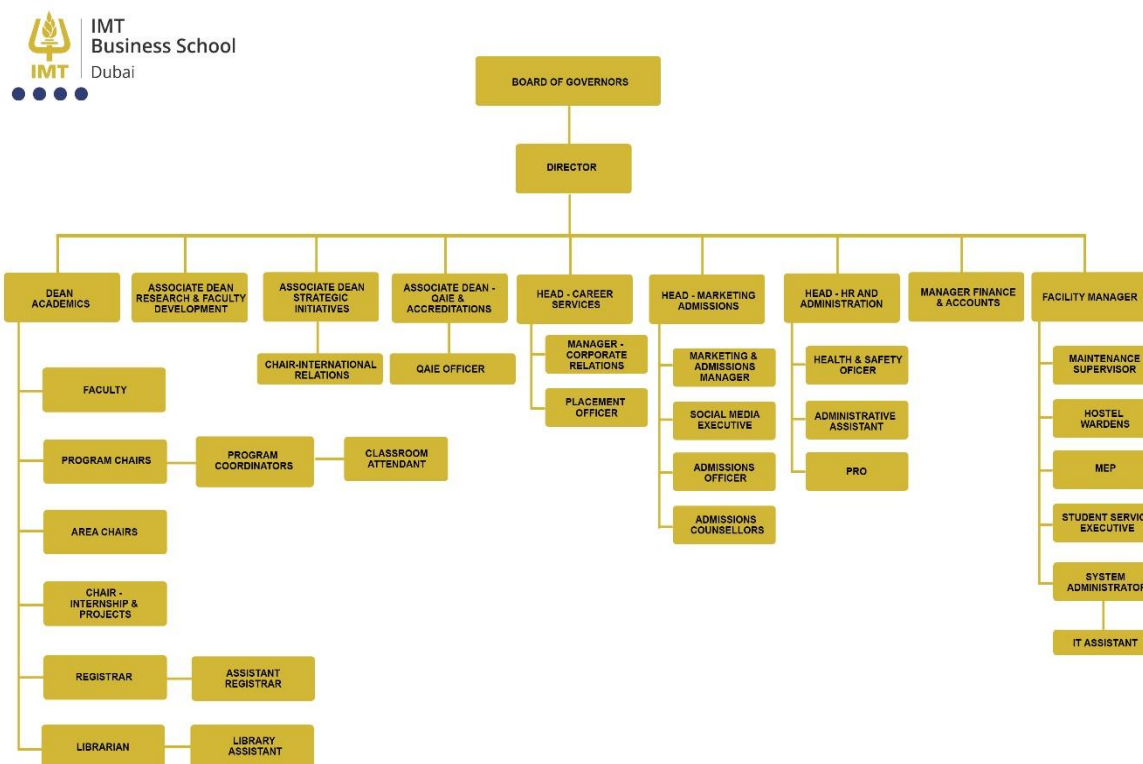 IMT
Business School
Dubai
IMT
BOARD OF GOVERNORS
DIRECTOR
DEAN
ACADEMICS
ASSOCIATE DEAN
RESEARCH & FACULTY
DEVELOPMENT
ASSOCIATE DEAN
STRATEGIC
INITIATIVES
ASSOCIATE DEAN -
QAIE &
ACCREDITATIONS
HEAD - CAREER
SERVICES
HEAD - MARKETING
ADMISSIONS
HEAD - HR AND
ADMINISTRATION
MANAGER FINANCE
& ACCOUNTS
FACILITY MANAGER
CHAIR-INTERNATIONAL
RELATIONS
QAIE OFFICER
MANAGER -
CORPORATE
RELATIONS
PLACEMENT
OFFICER
MARKETING &
ADMISSIONS
MANAGER
SOCIAL MEDIA
EXECUTIVE
ADMISSIONS
OFFICER
ADMISSIONS
COUNSELLORS
HEALTH & SAFETY
OFICER
ADMINISTRATIVE
ASSISTANT
PRO
MAINTENANCE
SUPERVISOR
HOSTEL
WARDENS
MEP
STUDENT SERVIC
EXECUTIVE
SYSTEM
ADMINISTRATOR
IT ASSISTANT
FACULTY
PROGRAM CHAIRS
PROGRAM
COORDINATORS
CLASSROOM
ATTENDANT
AREA CHAIRS
CHAIR -
INTERNSHIP &
PROJECTS
REGISTRAR
ASSISTANT
REGISTRAR
LIBRARIAN
LIBRARY
ASSISTANT